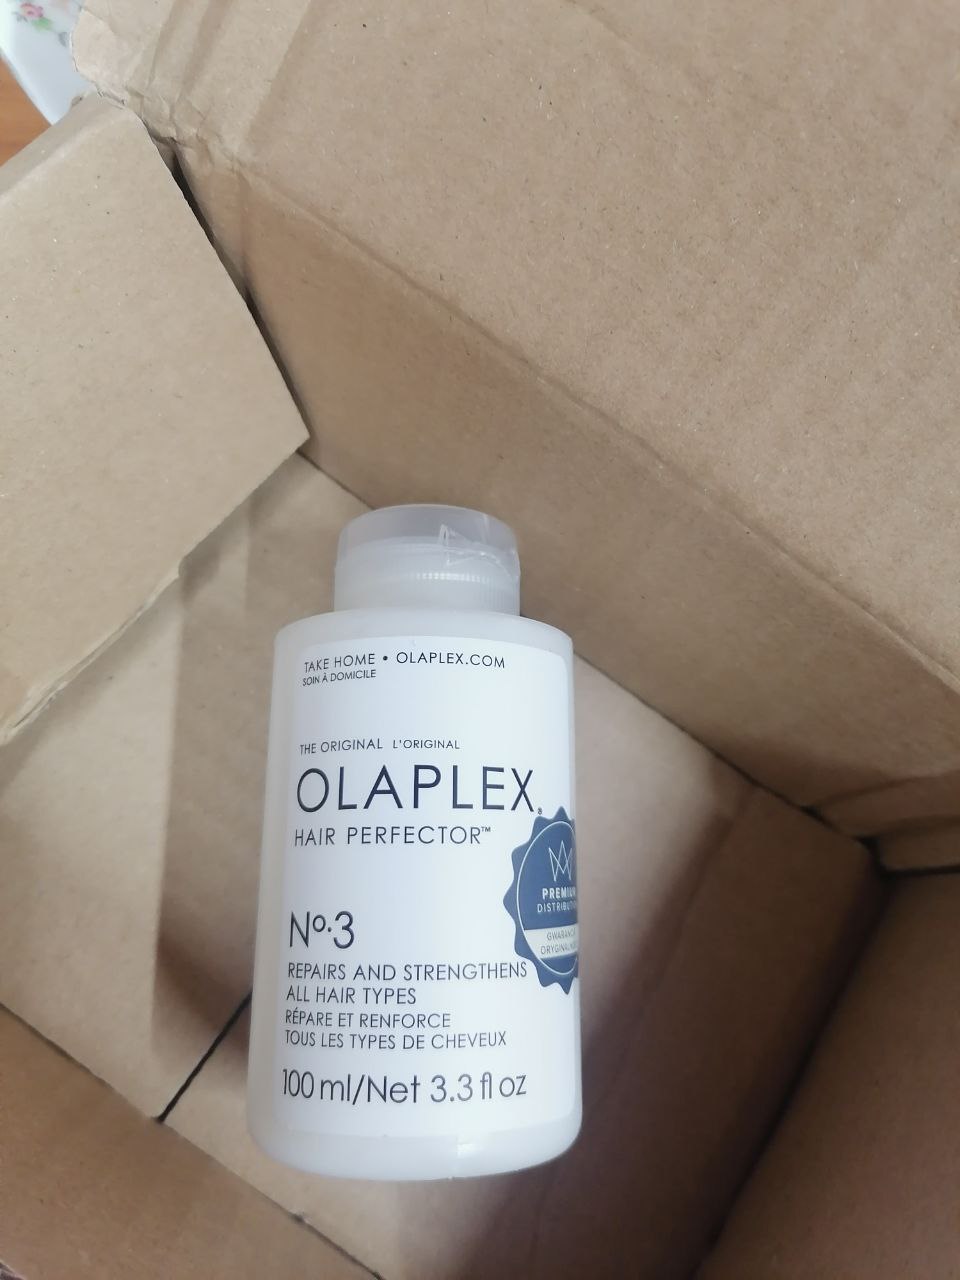 TAKE HOME • OLAPLEX.COM
SOIN À DOMICILE
THE ORIGINAL L'ORIGINAL
OLAPLEX®
HAIR PERFECTOR™
Nº.3
REPAIRS AND STRENGTHENS
ALL HAIR TYPES
RÉPARE ET RENFORCE
TOUS LES TYPES DE CHEVEUX
100 ml/Net 3.3 fl oz
PREMIUM